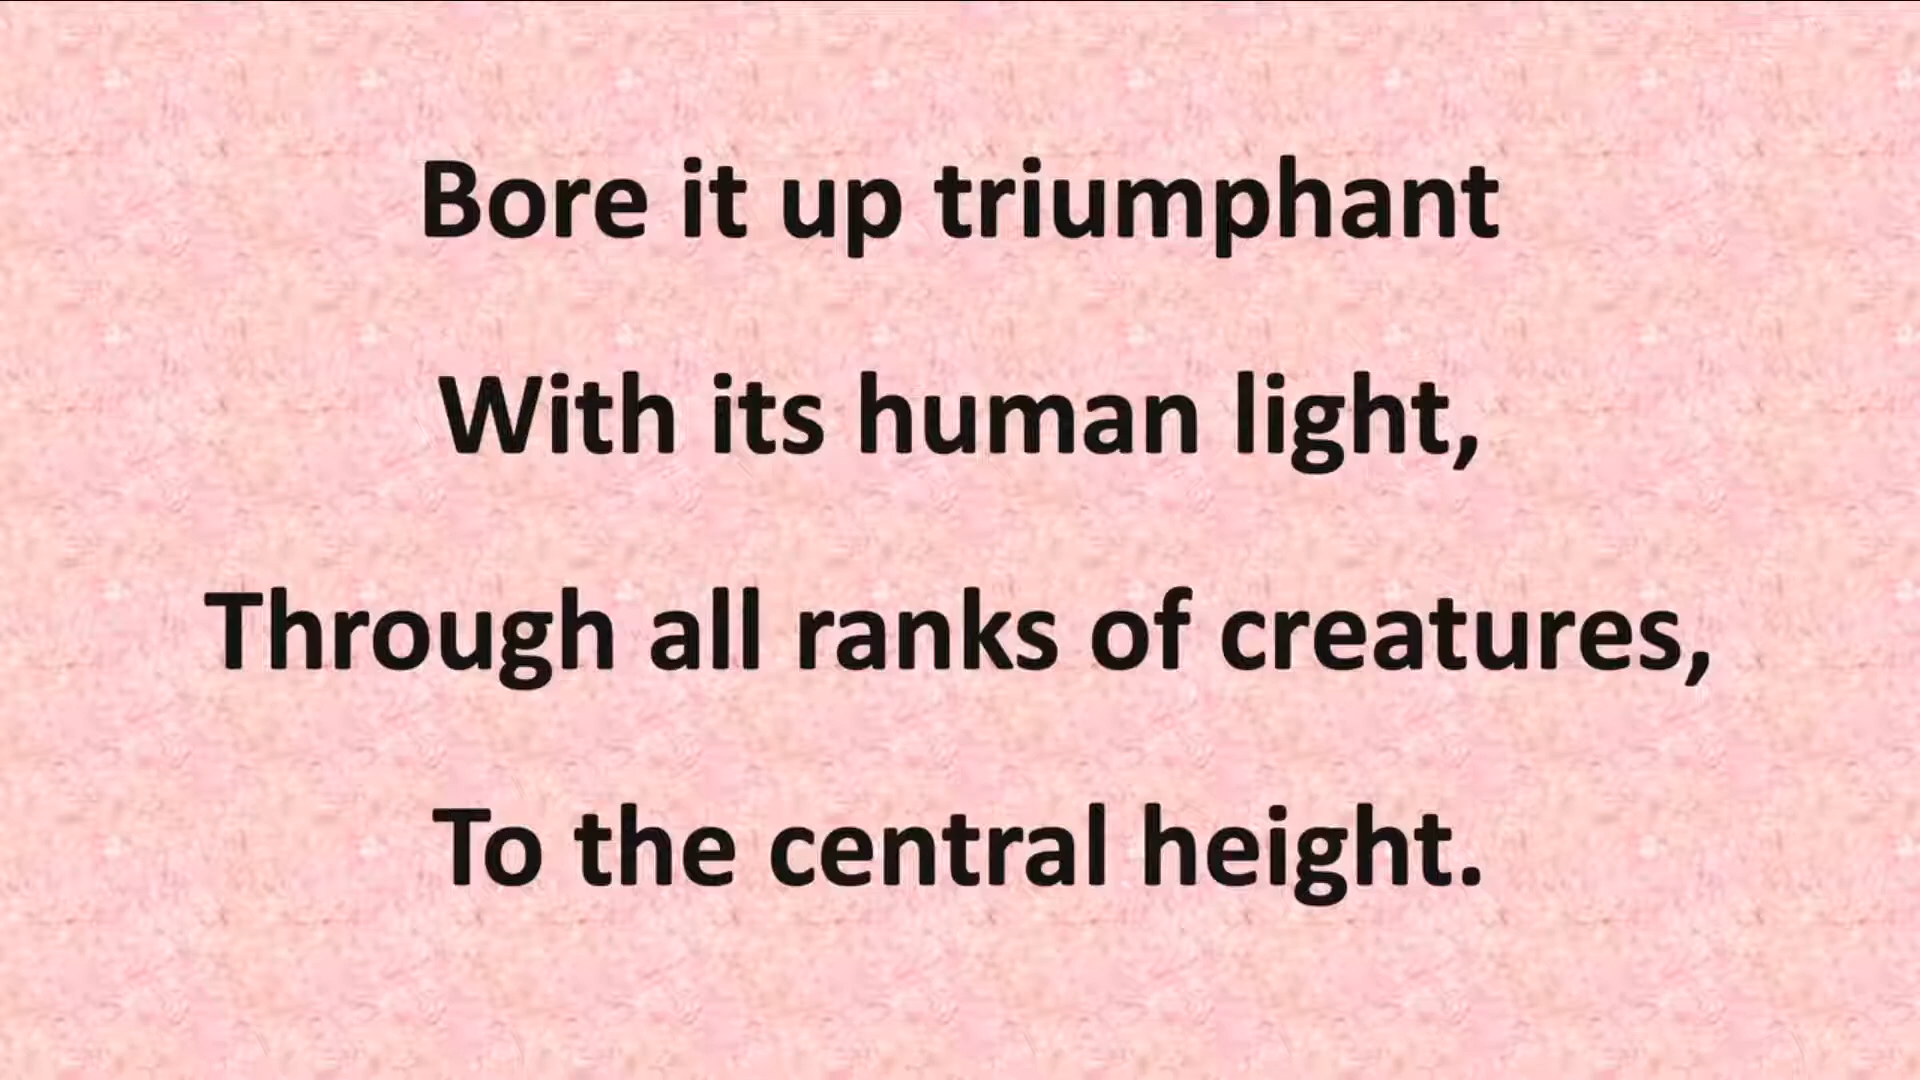 Bore it up triumphant
With its human light,
Through all ranks of creatures,
To the central height.